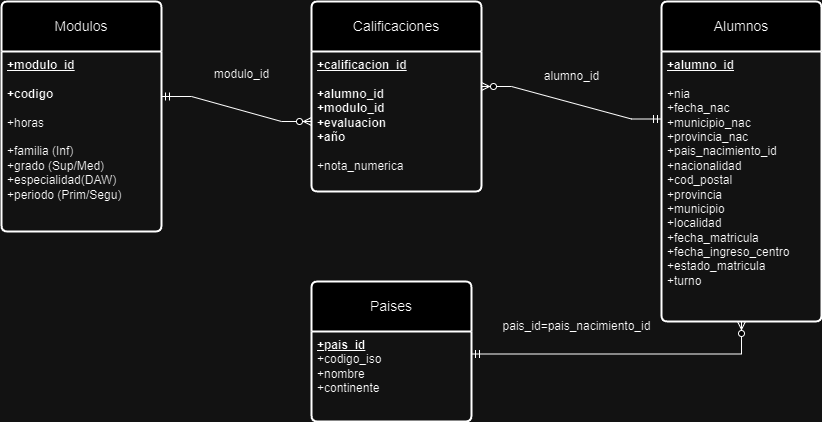 Modulos
+modulo_id
+codigo
+horas
+familia (Inf)
+grado (Sup/Med)
+especialidad(DAW)
+periodo (Prim/Segu)
modulo_id
Calificaciones
+calificacion_id
+alumno_id
+modulo_id
+evaluacion
+año
+nota_numerica
alumno_id
Alumnos
+alumno_id
+nia
+fecha_nac
+municipio_nac
+provincia_nac
+pais_nacimiento_id
+nacionalidad
+cod_postal
+provincia
+municipio
+localidad
+fecha_matricula
+fecha_ingreso_centro
+estado_matricula
+turno
Paises
+pais_id
+codigo_iso
+nombre
+continente
pais_id=pais_nacimiento_id